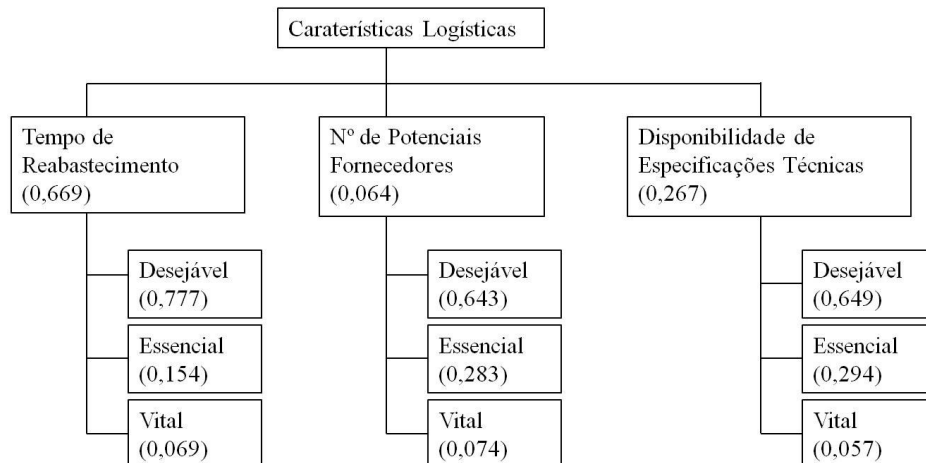 Caraterísticas Logísticas
Tempo de
Reabastecimento
(0,669)
Desejável
(0,777)
Essencial
(0,154)
Vital
(0,069)
Nº de Potenciais
Fornecedores
(0,064)
Desejável
(0,643)
Essencial
(0,283)
Vital
(0,074)
Disponibilidade de
Especificações Técnicas
(0,267)
Desejável
(0,649)
Essencial
(0,294)
Vital
(0,057)